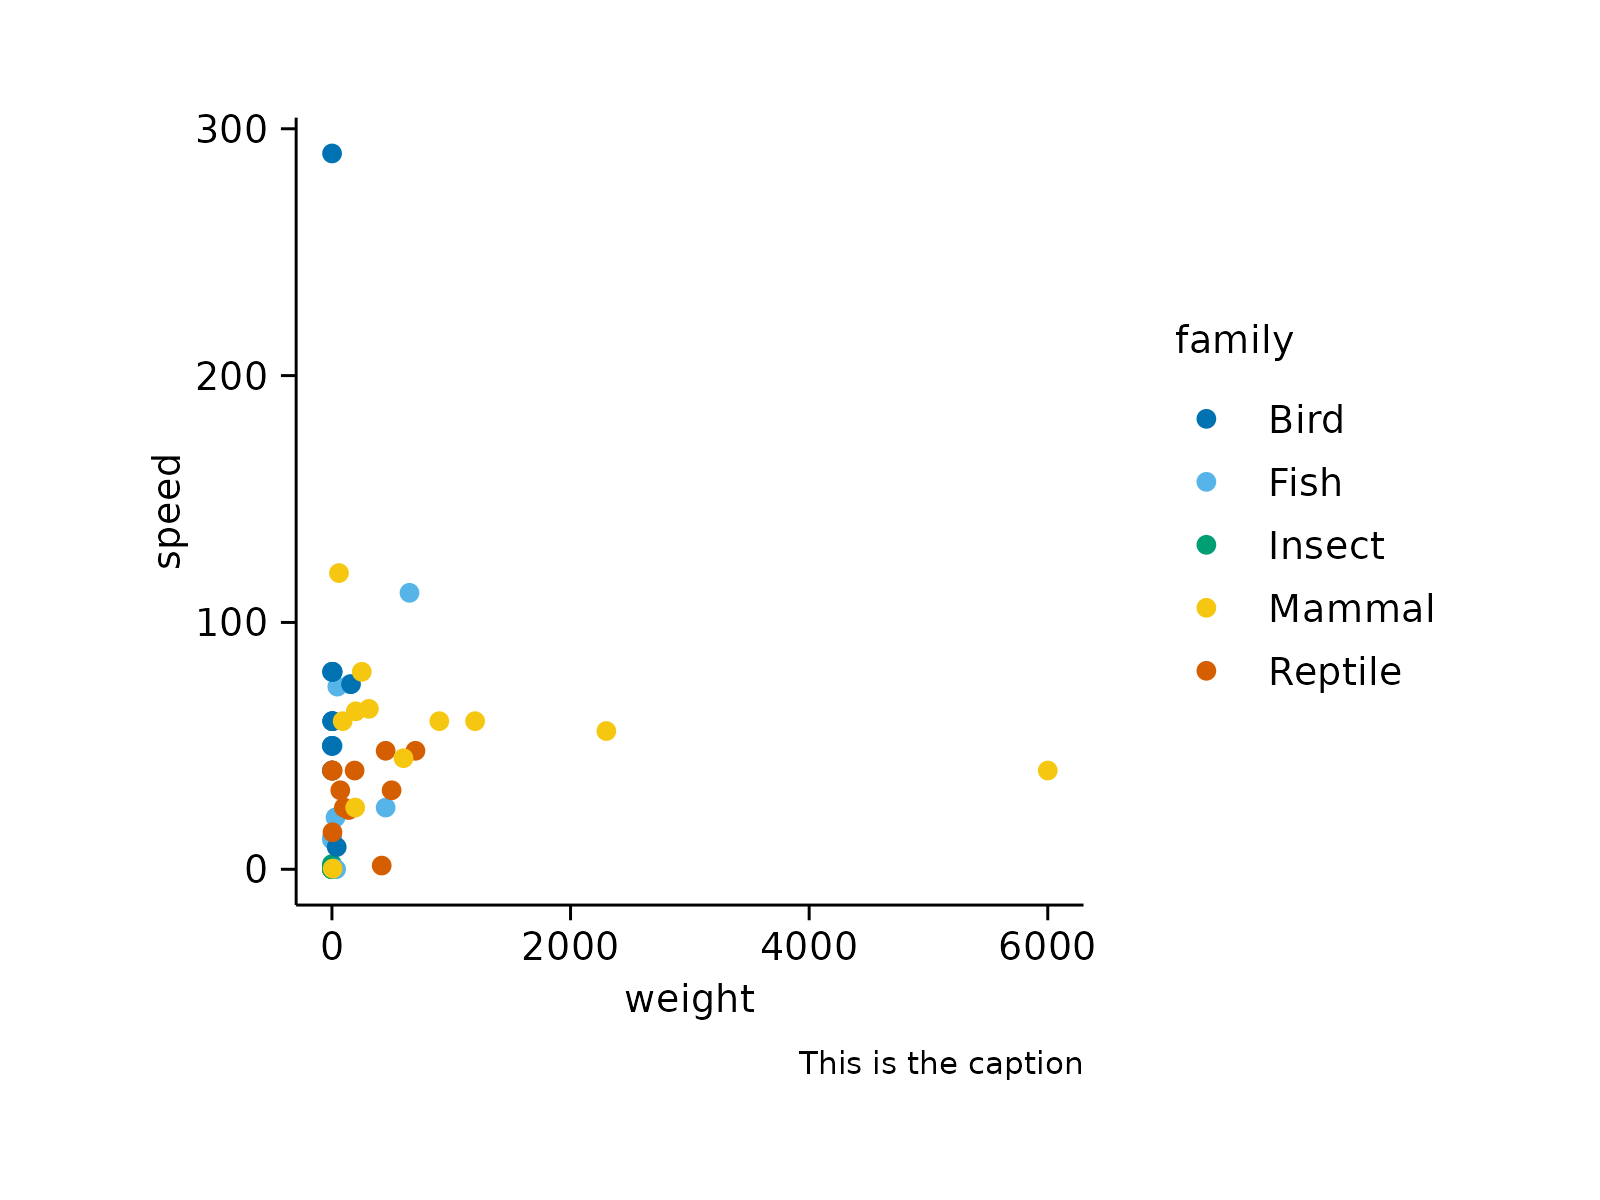 300
200
100
0
speed
0 2000 4000 6000
weight
This is the caption
family
Bird
Fish
Insect
Mammal
Reptile